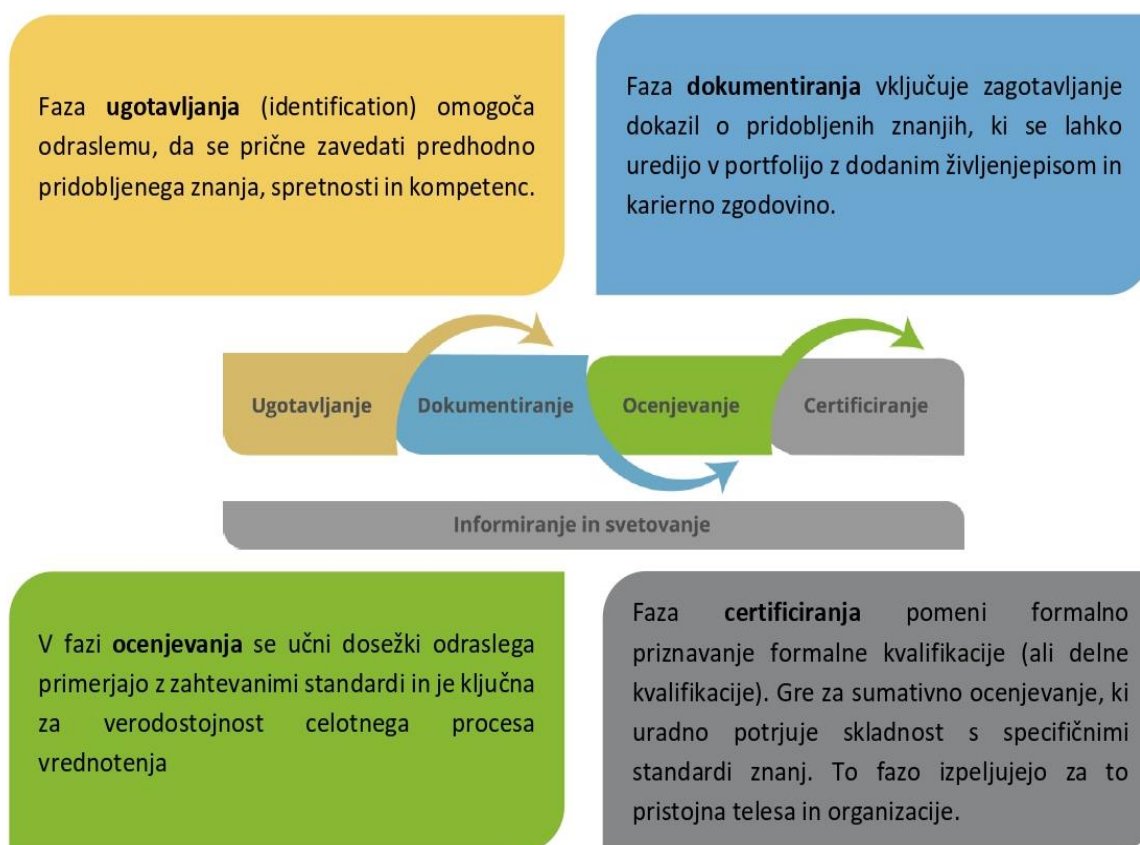 Faza ugotavljanja (identification) omogoča
odraslemu, da se prične zavedati predhodno
pridobljenega znanja, spretnosti in kompetenc.
Faza dokumentiranja vključuje zagotavljanje
dokazil o pridobljenih znanjih, ki se lahko
uredijo v portfolijo z dodanim življenjepisom in
karierno zgodovino.
Ugotavljanje
Dokumentiranje
Ocenjevanje
Certificiranje
Informiranje in svetovanje
V fazi ocenjevanja se učni dosežki odraslega
primerjajo z zahtevanimi standardi in je ključna
za verodostojnost celotnega procesa
vrednotenja
Faza certificiranja pomeni formalno
priznavanje formalne kvalifikacije (ali delne
kvalifikacije). Gre za sumativno ocenjevanje, ki
uradno potrjuje skladnost s specifičnimi
standardi znanj. To fazo izpeljujejo za to
pristojna telesa in organizacije.